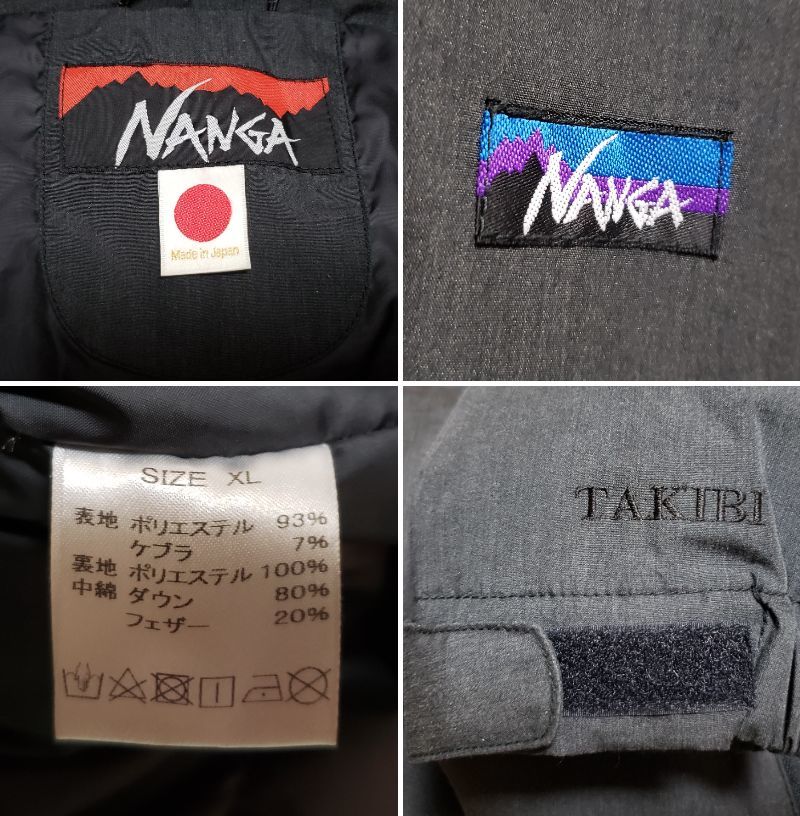 NANGA
Made in Japan
NANGA
SIZE XL
表地 ポリエステル 93%
ケブラ 7%
裏地 ポリエステル 100%
中綿 ダウン 80%
フェザー 20%
TAKIBI